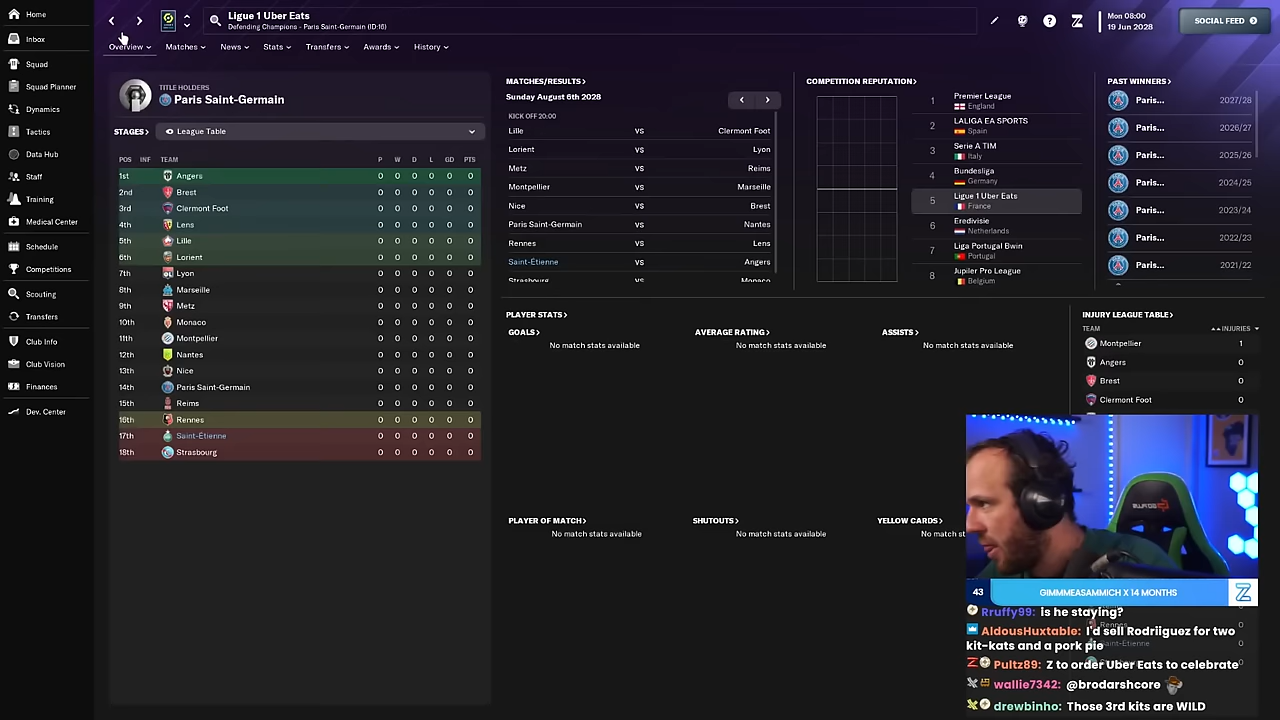 Home
Inbox
Squad
Squad Planner
Dynamics
Tactics
Data Hub
Staff
Training
Medical Center
Schedule
Competitions
Scouting
Transfers
Club Info
Club Vision
Finances
Dev. Center
Ligue 1 Uber Eats
Defending Champions - Paris Saint-Germain (ID:16)
Mon 08:00
19 Jun 2028
SOCIAL FEED
Overview
Matches
News
Stats
Transfers
Awards
History
TITLE HOLDERS
Paris Saint-Germain
STAGES>
League Table
POS INF TEAM P W D L GD PTS
1st Angers 0 0 0 0 0 0
2nd Brest 0 0 0 0 0 0
3rd Clermont Foot 0 0 0 0 0 0
4th Lens 0 0 0 0 0 0
5th Lille 0 0 0 0 0 0
6th Lorient 0 0 0 0 0 0
7th Lyon 0 0 0 0 0 0
8th Marseille 0 0 0 0 0 0
9th Metz 0 0 0 0 0 0
10th Monaco 0 0 0 0 0 0
11th Montpellier 0 0 0 0 0 0
12th Nantes 0 0 0 0 0 0
13th Nice 0 0 0 0 0 0
14th Paris Saint-Germain 0 0 0 0 0 0
15th Reims 0 0 0 0 0 0
16th Rennes 0 0 0 0 0 0
17th Saint-Étienne 0 0 0 0 0 0
18th Strasbourg 0 0 0 0 0 0
MATCHES/RESULTS>
Sunday August 6th 2028
KICK OFF 20:00
Lille VS Clermont Foot
Lorient VS Lyon
Metz VS Reims
Montpellier VS Marseille
Nice VS Brest
Paris Saint-Germain VS Nantes
Rennes VS Lens
Saint-Étienne VS Angers
Strasbourg VS Monaco
COMPETITION REPUTATION>
1 Premier League
England
2 LALIGA EA SPORTS
Spain
3 Serie A TIM
Italy
4 Bundesliga
Germany
5 Ligue 1 Uber Eats
France
6 Eredivisie
Netherlands
7 Liga Portugal Bwin
Portugal
8 Jupiler Pro League
Belgium
PAST WINNERS>
Paris... 2027/28
Paris... 2026/27
Paris... 2025/26
Paris... 2024/25
Paris... 2023/24
Paris... 2022/23
Paris... 2021/22
PLAYER STATS>
GOALS>
No match stats available
AVERAGE RATING>
No match stats available
ASSISTS>
No match stats available
PLAYER OF MATCH>
No match stats available
SHUTOUTS>
No match stats available
YELLOW CARDS>
No match st
INJURY LEAGUE TABLE>
TEAM INJURIES
Montpellier 1
Angers 0
Brest 0
Clermont Foot 0
43 GIMMMEASAMMICH X 14 MONTHS Z
Rruffy99: is he staying?
Rennes
AldousHuxtable: I'd sell Rodriiguez for two
kit-kats and a pork pie
Saint-Étienne 0
Pultz89: Z to order Uber Eats to celebrate
wallie7342: @brodarshcore
drewbinho: Those 3rd kits are WILD